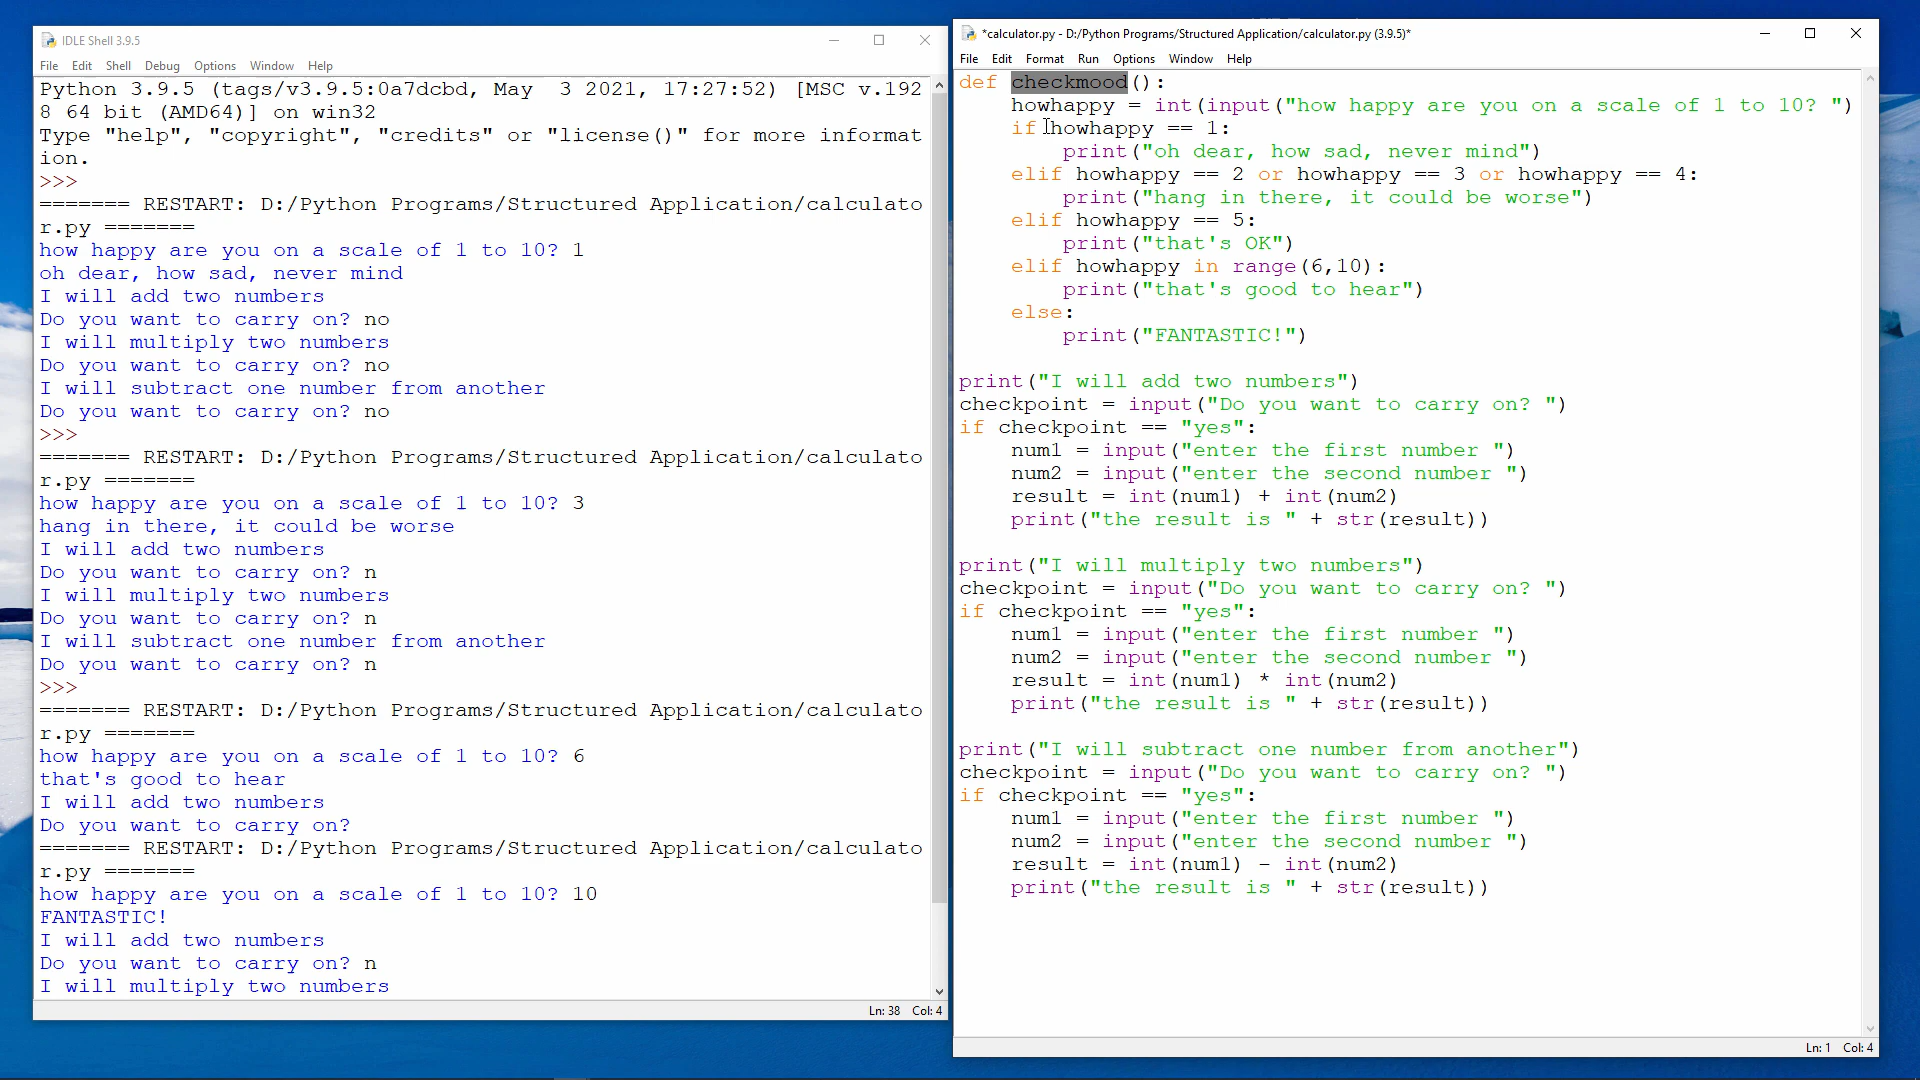 IDLE Shell 3.9.5
File Edit Shell Debug Options Window Help
Python 3.9.5 (tags/v3.9.5:0a7dcbd, May  3 2021, 17:27:52) [MSC v.192
8 64 bit (AMD64)] on win32
Type "help", "copyright", "credits" or "license()" for more informat
ion.
>>>
======= RESTART: D:/Python Programs/Structured Application/calculato
r.py =======
how happy are you on a scale of 1 to 10? 1
oh dear, how sad, never mind
I will add two numbers
Do you want to carry on? no
I will multiply two numbers
Do you want to carry on? no
I will subtract one number from another
Do you want to carry on? no
>>>
======= RESTART: D:/Python Programs/Structured Application/calculato
r.py =======
how happy are you on a scale of 1 to 10? 3
hang in there, it could be worse
I will add two numbers
Do you want to carry on? n
I will multiply two numbers
Do you want to carry on? n
I will subtract one number from another
Do you want to carry on? n
>>>
======= RESTART: D:/Python Programs/Structured Application/calculato
r.py =======
how happy are you on a scale of 1 to 10? 6
that's good to hear
I will add two numbers
Do you want to carry on?
======= RESTART: D:/Python Programs/Structured Application/calculato
r.py =======
how happy are you on a scale of 1 to 10? 10
FANTASTIC!
I will add two numbers
Do you want to carry on? n
I will multiply two numbers
Ln: 38 Col: 4
*calculator.py - D:/Python Programs/Structured Application/calculator.py (3.9.5)*
File Edit Format Run Options Window Help
def checkmood():
    howhappy = int(input("how happy are you on a scale of 1 to 10? ")
    if howhappy == 1:
        print("oh dear, how sad, never mind")
    elif howhappy == 2 or howhappy == 3 or howhappy == 4:
        print("hang in there, it could be worse")
    elif howhappy == 5:
        print("that's OK")
    elif howhappy in range(6,10):
        print("that's good to hear")
    else:
        print("FANTASTIC!")
print("I will add two numbers")
checkpoint = input("Do you want to carry on? ")
if checkpoint == "yes":
    num1 = input("enter the first number ")
    num2 = input("enter the second number ")
    result = int(num1) + int(num2)
    print("the result is " + str(result))
print("I will multiply two numbers")
checkpoint = input("Do you want to carry on? ")
if checkpoint == "yes":
    num1 = input("enter the first number ")
    num2 = input("enter the second number ")
    result = int(num1) * int(num2)
    print("the result is " + str(result))
print("I will subtract one number from another")
checkpoint = input("Do you want to carry on? ")
if checkpoint == "yes":
    num1 = input("enter the first number ")
    num2 = input("enter the second number ")
    result = int(num1) - int(num2)
    print("the result is " + str(result))
Ln: 1 Col: 4